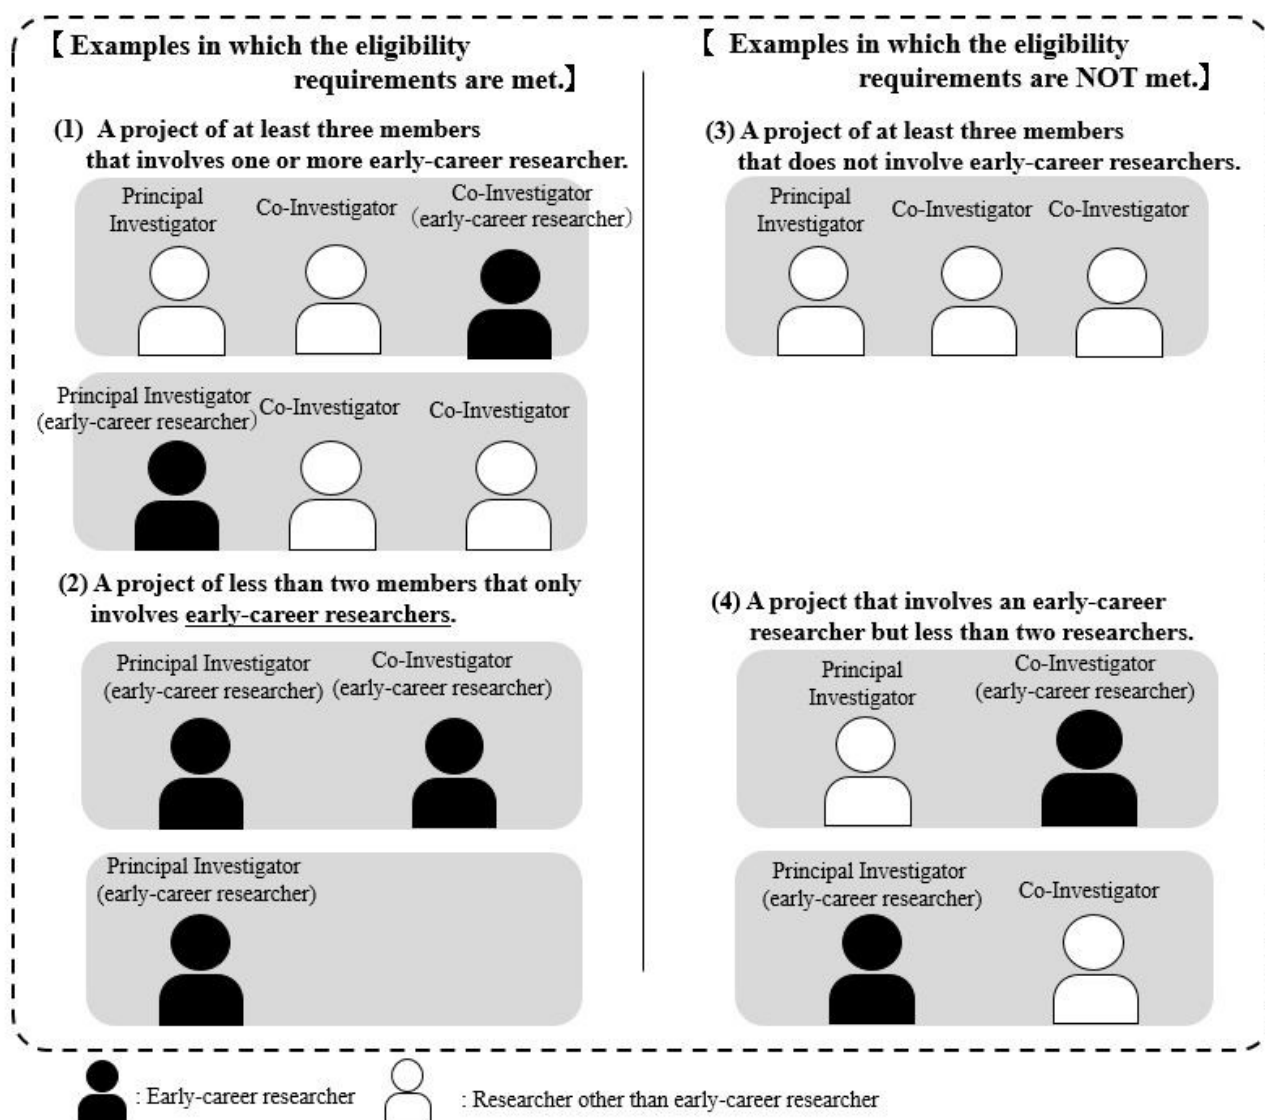 【 Examples in which the eligibility
requirements are met.】
(1) A project of at least three members
that involves one or more early-career researcher.
Principal
Investigator
Co-Investigator
Co-Investigator
（early-career researcher）
Principal Investigator
(early-career researcher）
Co-Investigator
Co-Investigator
(2) A project of less than two members that only
involves early-career researchers.
Principal Investigator
(early-career researcher)
Co-Investigator
(early-career researcher)
Principal Investigator
(early-career researcher)
【 Examples in which the eligibility
requirements are NOT met.】
(3) A project of at least three members
that does not involve early-career researchers.
Principal
Investigator
Co-Investigator
Co-Investigator
(4) A project that involves an early-career
researcher but less than two researchers.
Principal
Investigator
Co-Investigator
(early-career researcher)
Principal Investigator
(early-career researcher)
Co-Investigator
: Early-career researcher
: Researcher other than early-career researcher